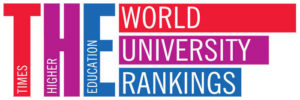 THE
TIMES
HIGHER
EDUCATION
WORLD
UNIVERSITY
RANKINGS